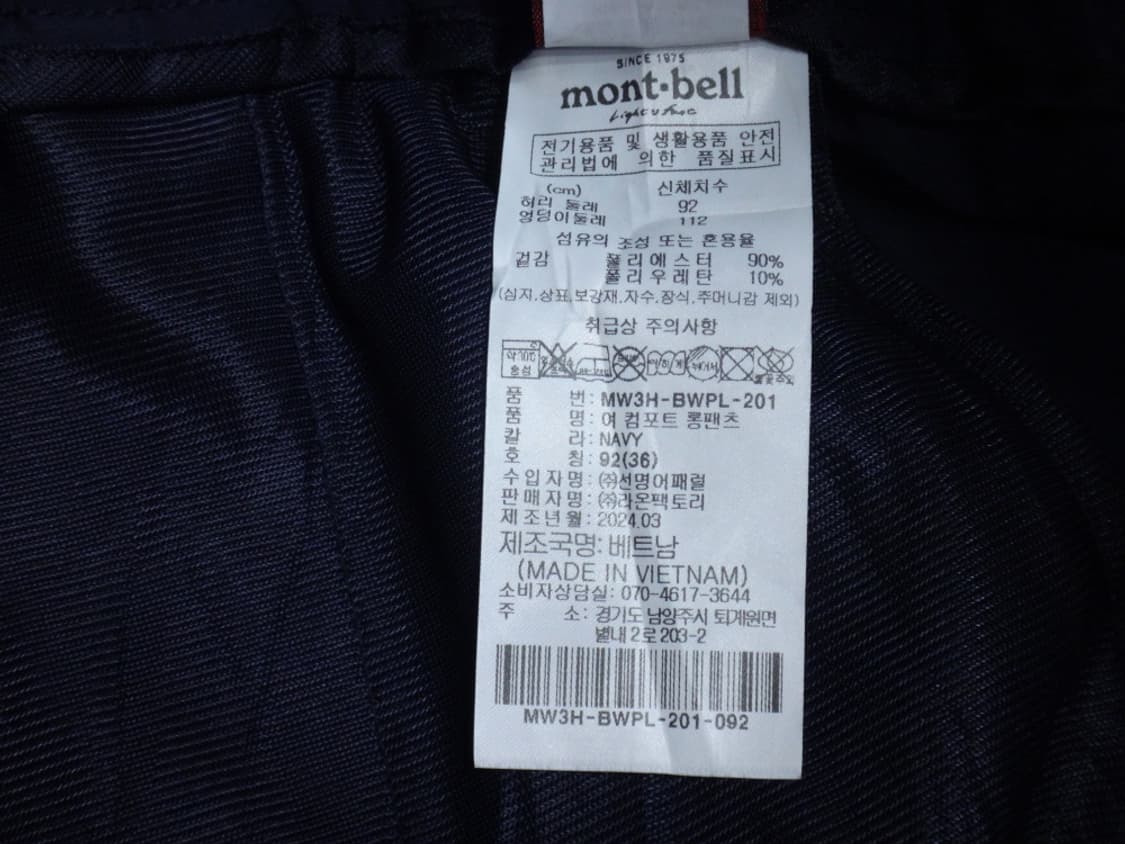 SINCE 1975
mont·bell
Light & Fast
전기용품 및 생활용품 안전
관리법에 의한 품질표시
(cm) 신체치수
허리 둘레 92
엉덩이둘레 112
섬유의 조성 또는 혼용율
겉감 폴리에스터 90%
폴리우레탄 10%
(심지,상표,보강재,자수,장식,주머니감 제외)
취급상 주의사항
품 번: MW3H-BWPL-201
품 명: 여 컴포트 롱팬츠
칼 라: NAVY
호 칭: 92(36)
수입자명: ㈜선명어패럴
판매자명: ㈜라온팩토리
제조년월: 2024.03
제조국명: 베트남
(MADE IN VIETNAM)
소비자상담실: 070-4617-3644
주 소: 경기도 남양주시 퇴계원면
별내2로 203-2
MW3H-BWPL-201-092